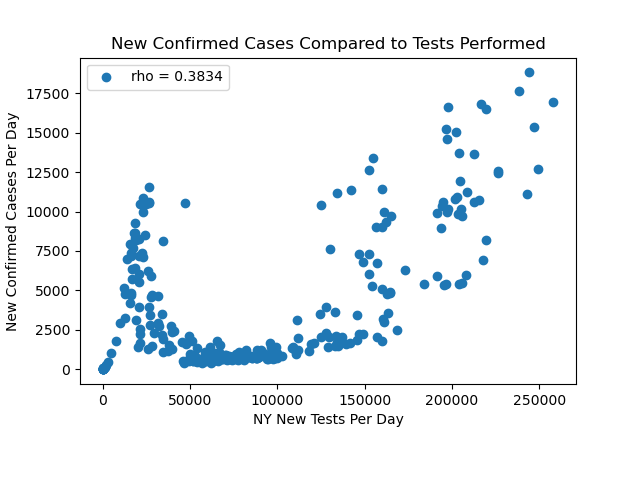 New Confirmed Cases Compared to Tests Performed
rho = 0.3834
New Confirmed Caeses Per Day
17500
15000
12500
10000
7500
5000
2500
0
0 50000 100000 150000 200000 250000
NY New Tests Per Day